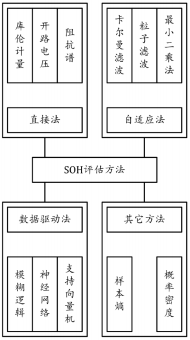 库伦计量
开路电压
阻抗谱
卡尔曼滤波
粒子滤波
最小二乘法
直接法
自适应法
SOH评估方法
数据驱动法
其它方法
模糊逻辑
神经网络
支持向量机
样本熵
概率密度